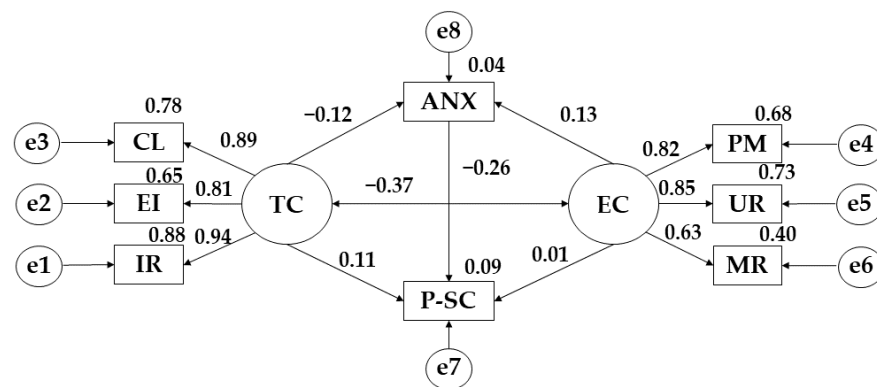 e8
0.04
ANX
0.78
−0.12
0.13
0.68
e3
CL
0.89
0.82
PM
e4
0.65
−0.26
0.73
e2
EI
0.81
TC
−0.37
EC
0.85
UR
e5
0.88
0.94
0.63
0.40
e1
IR
0.11
0.09
0.01
MR
e6
P-SC
e7